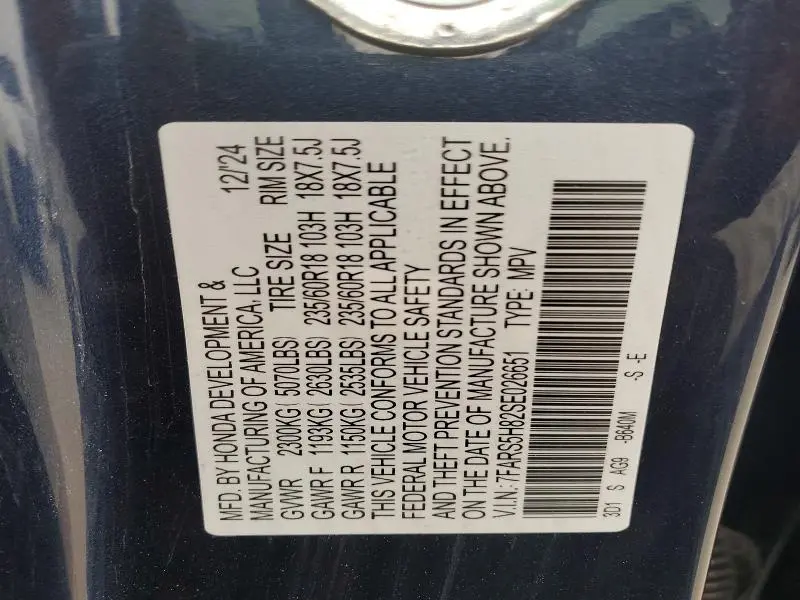 MFD. BY HONDA DEVELOPMENT &
MANUFACTURING OF AMERICA, LLC 12/'24
GVWR 2300KG ( 5070LBS) TIRE SIZE RIM SIZE
GAWR F 1193KG ( 2630LBS) 235/60R18 103H 18X7.5J
GAWR R 1150KG ( 2535LBS) 235/60R18 103H 18X7.5J
THIS VEHICLE CONFORMS TO ALL APPLICABLE
FEDERAL MOTOR VEHICLE SAFETY
AND THEFT PREVENTION STANDARDS IN EFFECT
ON THE DATE OF MANUFACTURE SHOWN ABOVE.
V.I.N.: 7FARS5H82SE026651 TYPE: MPV
3D1 S AG9 -B640M -S -E